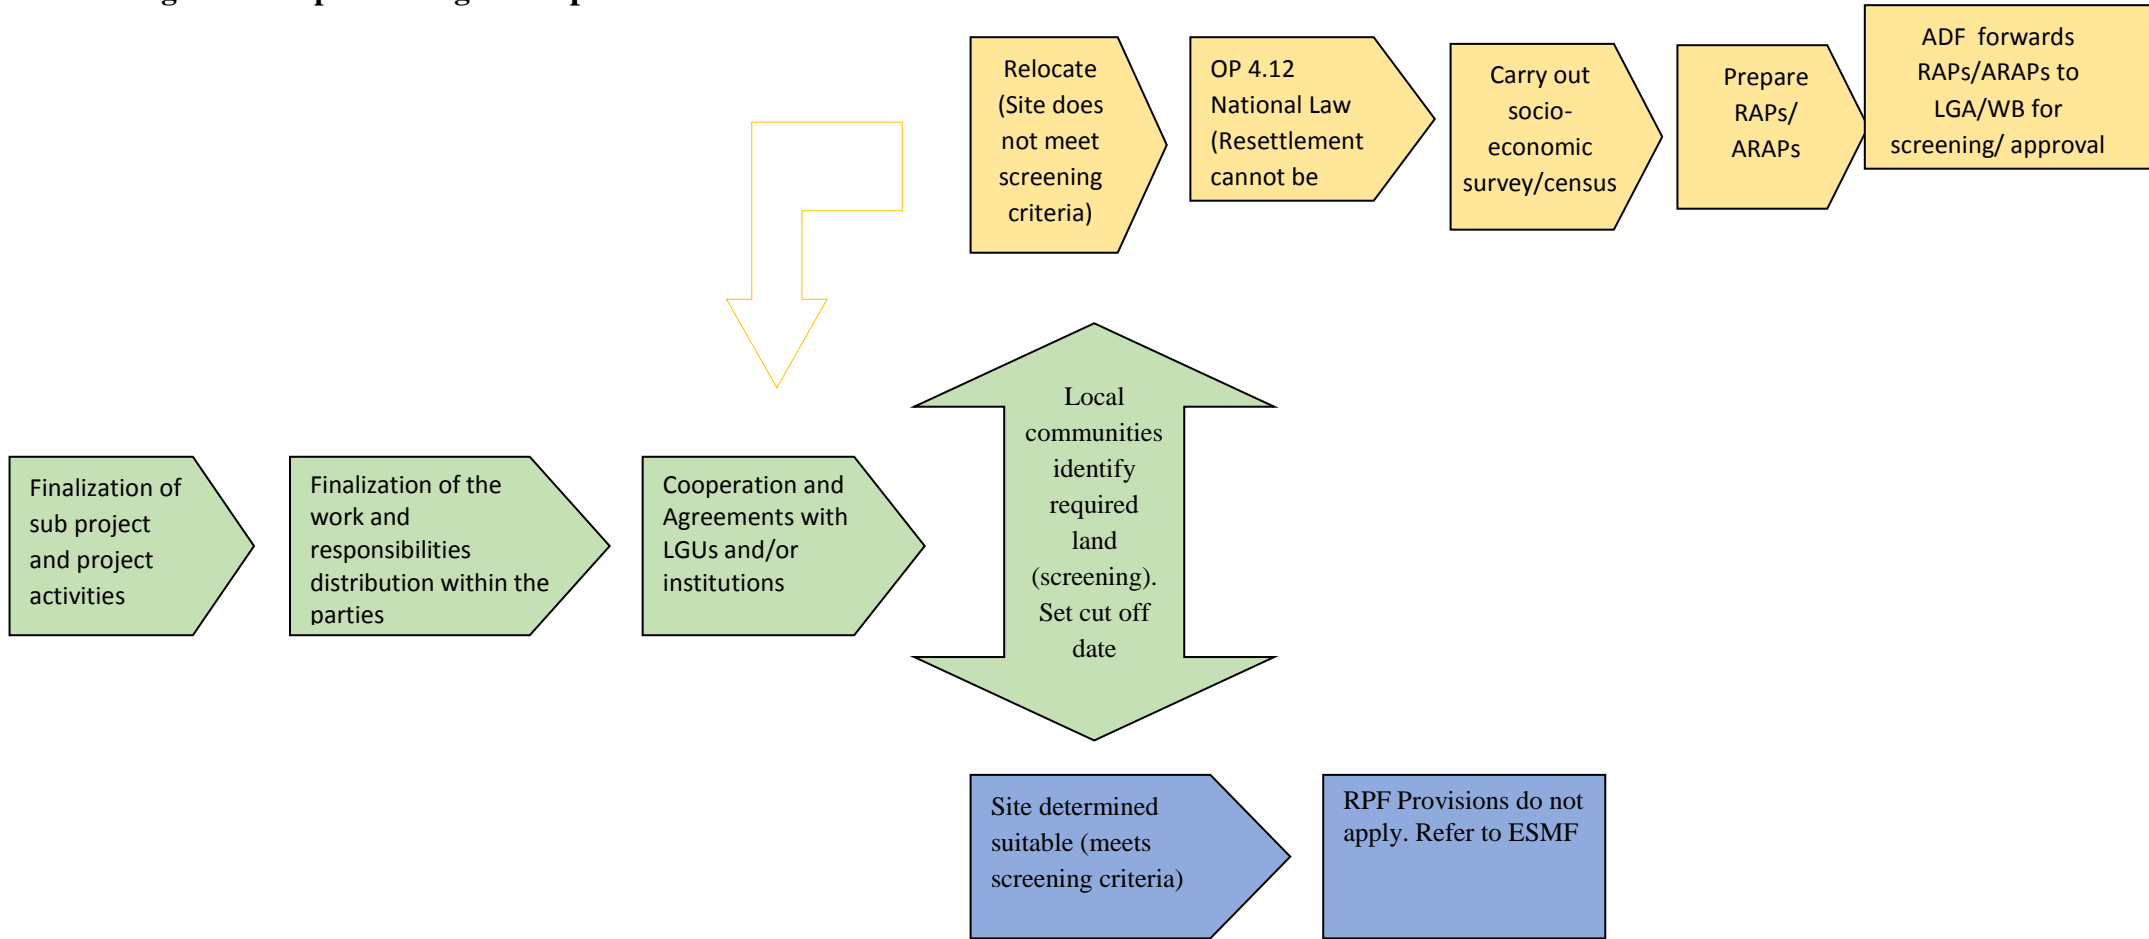 Relocate
(Site does
not meet
screening
criteria)
OP 4.12
National Law
(Resettlement
cannot be
Carry out
socio-
economic
survey/census
Prepare
RAPs/
ARAPs
ADF forwards
RAPs/ARAPs to
LGA/WB for
screening/ approval
Finalization of
sub project
and project
activities
Finalization of the
work and
responsibilities
distribution within the
parties
Cooperation and
Agreements with
LGUs and/or
institutions
Local
communities
identify
required
land
(screening).
Set cut off
date
Site determined
suitable (meets
screening criteria)
RPF Provisions do not
apply. Refer to ESMF